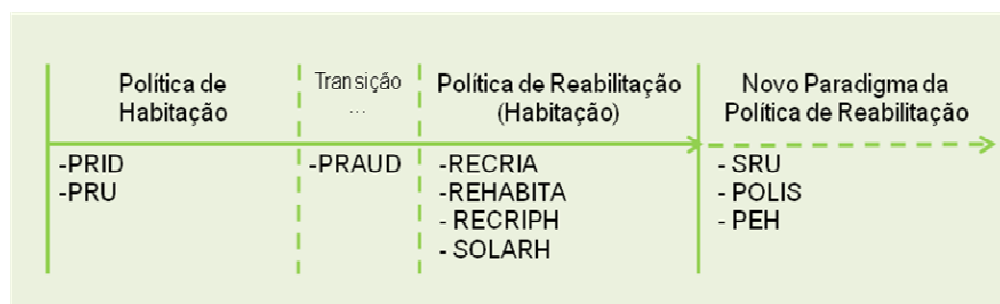 Política de
Habitação
-PRID
-PRU
Transição
...
-PRAUD
Política de Reabilitação
(Habitação)
-RECRIA
-REHABITA
- RECRIPH
- SOLARH
Novo Paradigma da
Política de Reabilitação
- SRU
- POLIS
- PEH